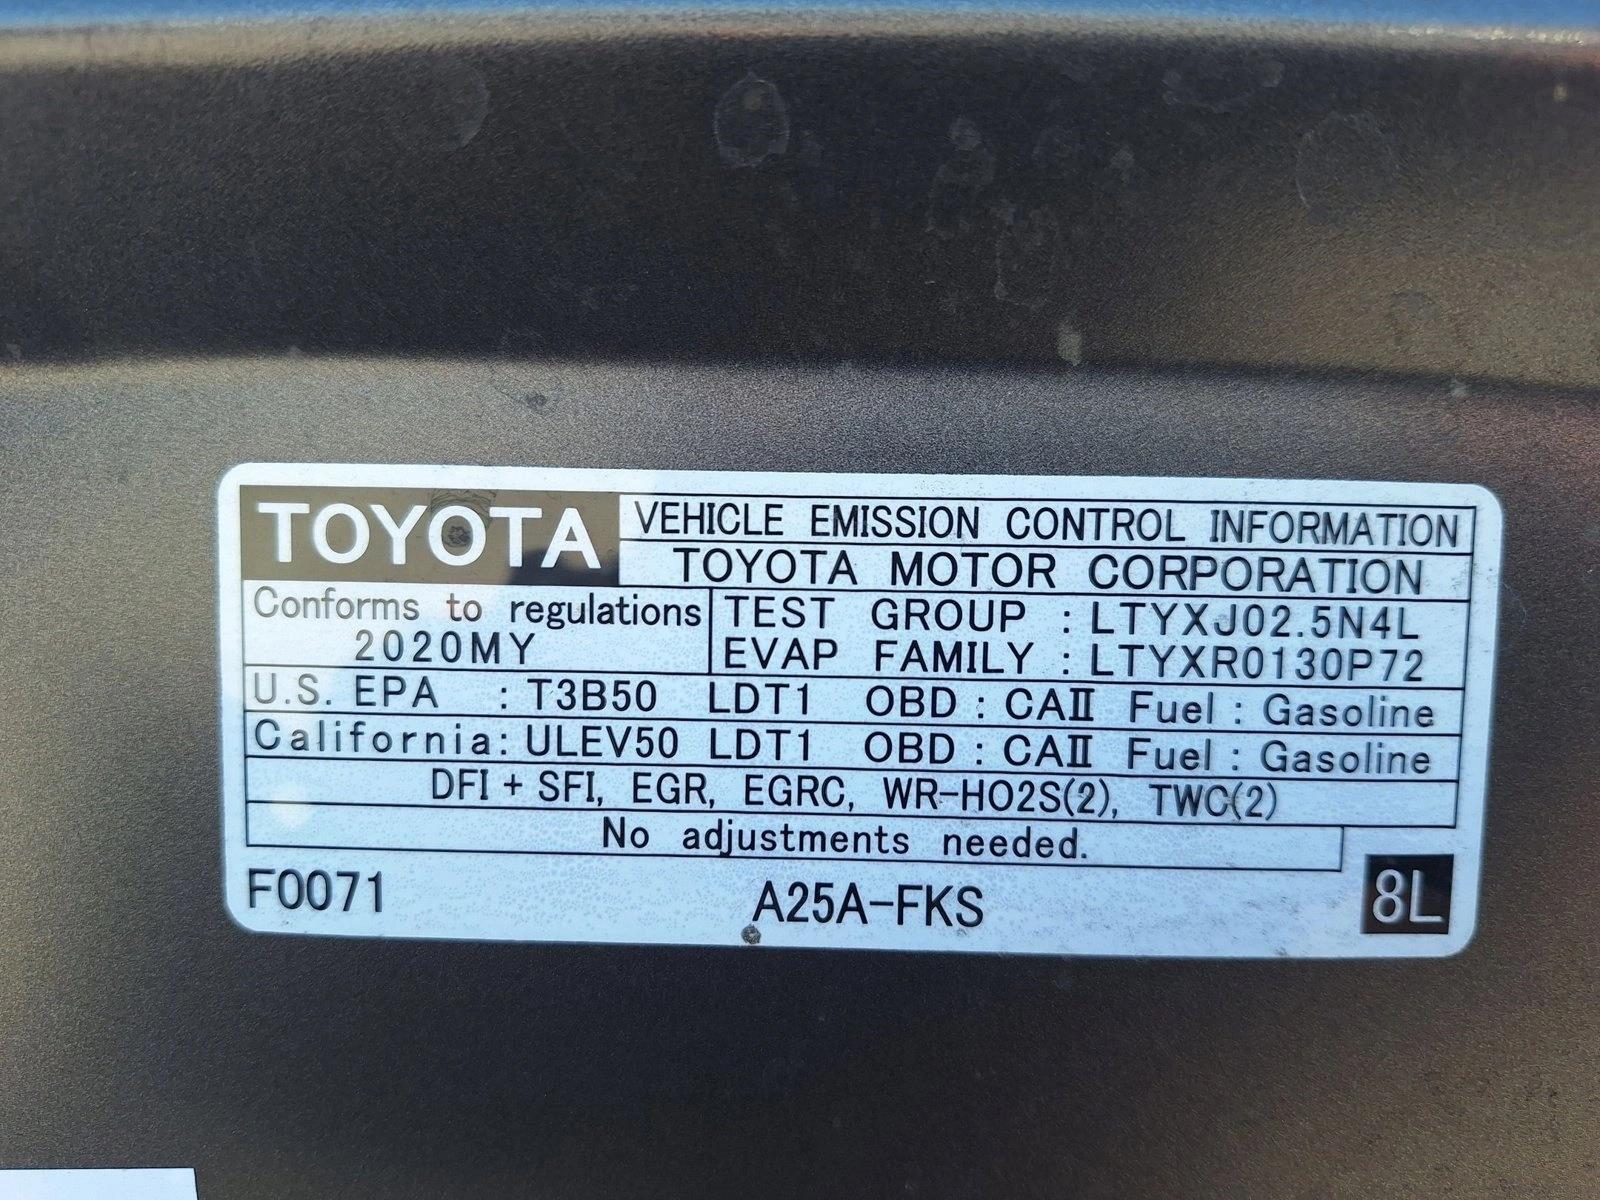 TOYOTA VEHICLE EMISSION CONTROL INFORMATION
TOYOTA MOTOR CORPORATION
Conforms to regulations
2020MY
TEST GROUP : LTYXJ02.5N4L
EVAP FAMILY : LTYXR0130P72
U.S. EPA : T3B50 LDT1 OBD : CAⅡ Fuel : Gasoline
California: ULEV50 LDT1 OBD : CAⅡ Fuel : Gasoline
DFI + SFI, EGR, EGRC, WR-HO2S(2), TWC(2)
No adjustments needed.
F0071 A25A-FKS 8L